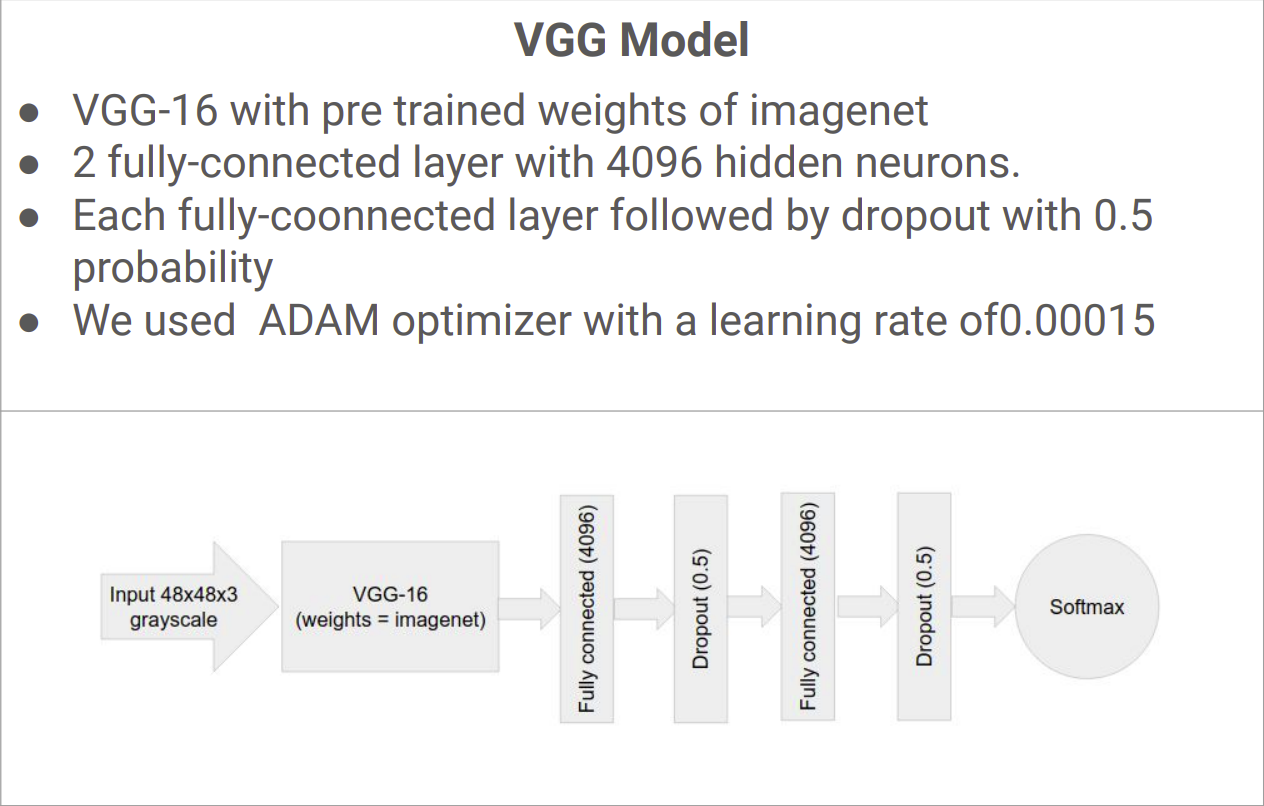 VGG Model
● VGG-16 with pre trained weights of imagenet
● 2 fully-connected layer with 4096 hidden neurons.
● Each fully-coonnected layer followed by dropout with 0.5
probability
● We used  ADAM optimizer with a learning rate of0.00015
Input 48x48x3
grayscale
VGG-16
(weights = imagenet)
Fully connected (4096)
Dropout (0.5)
Fully connected (4096)
Dropout (0.5)
Softmax